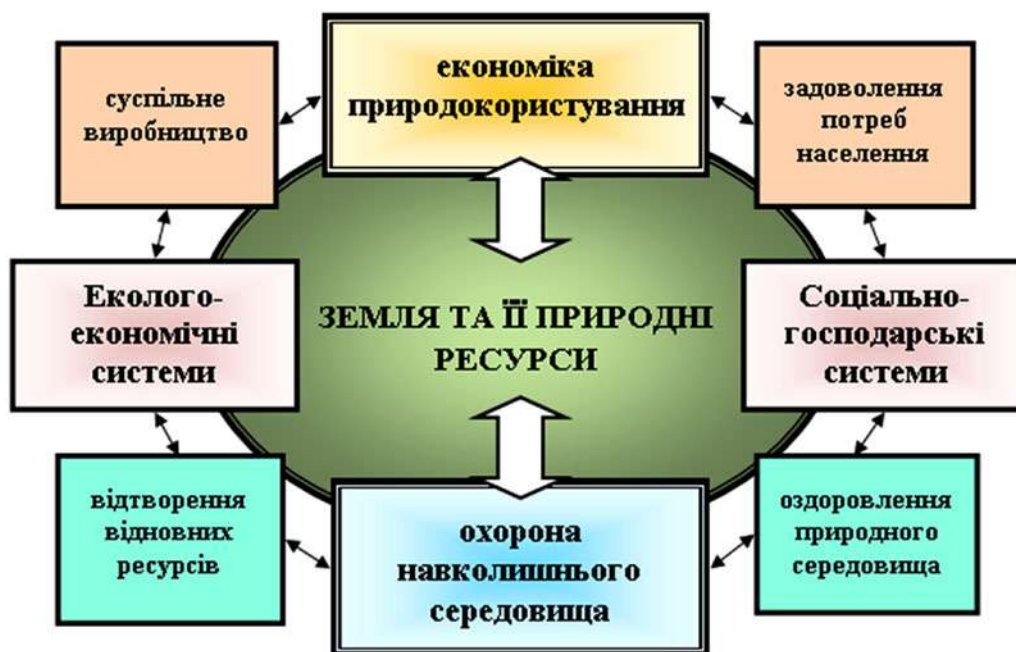 економіка
природокористування
суспільне
виробництво
задоволення
потреб
населення
Еколого-
економічні
системи
ЗЕМЛЯ ТА ЇЇ ПРИРОДНІ
РЕСУРСИ
Соціально-
господарські
системи
відтворення
відновних
ресурсів
охорона
навколишнього
середовища
оздоровлення
природного
середовища